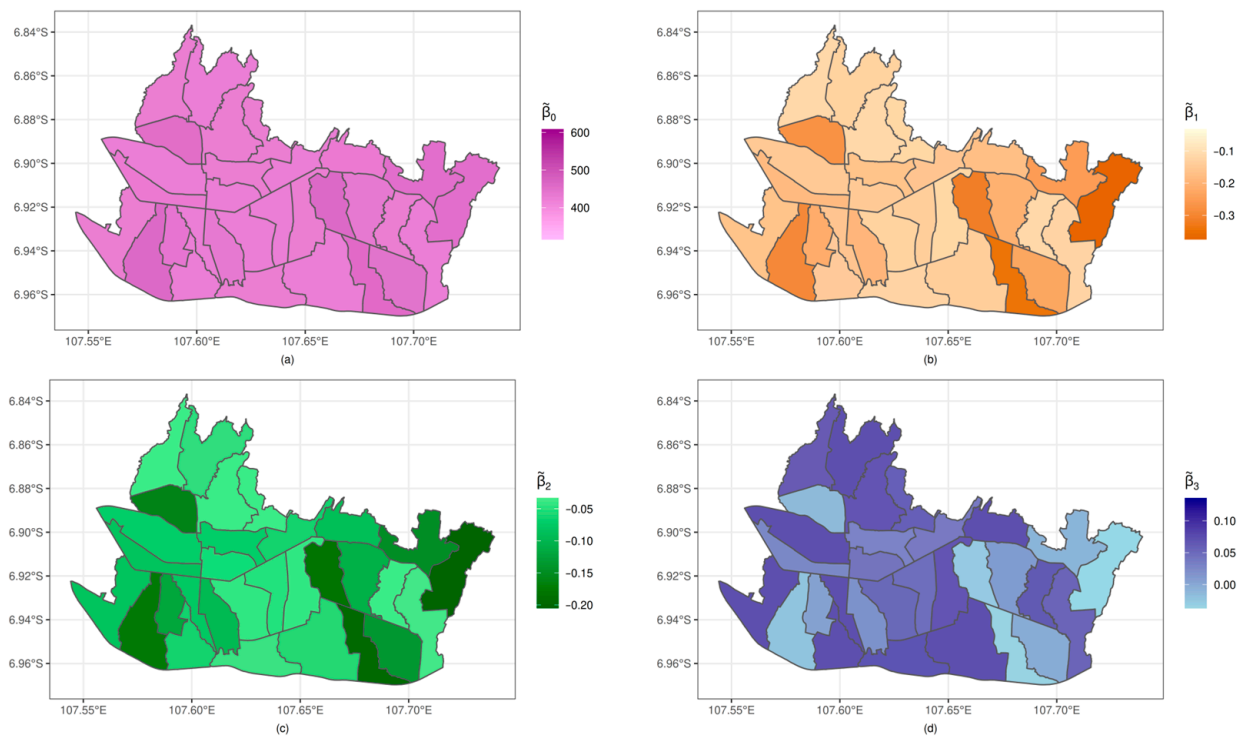 6.84°S
6.86°S
6.88°S
6.90°S
6.92°S
6.94°S
6.96°S
107.55°E 107.60°E 107.65°E 107.70°E
(a)
β̃0
600
500
400
6.84°S
6.86°S
6.88°S
6.90°S
6.92°S
6.94°S
6.96°S
107.55°E 107.60°E 107.65°E 107.70°E
(b)
β̃1
-0.1
-0.2
-0.3
6.84°S
6.86°S
6.88°S
6.90°S
6.92°S
6.94°S
6.96°S
107.55°E 107.60°E 107.65°E 107.70°E
(c)
β̃2
-0.05
-0.10
-0.15
-0.20
6.84°S
6.86°S
6.88°S
6.90°S
6.92°S
6.94°S
6.96°S
107.55°E 107.60°E 107.65°E 107.70°E
(d)
β̃3
0.10
0.05
0.00